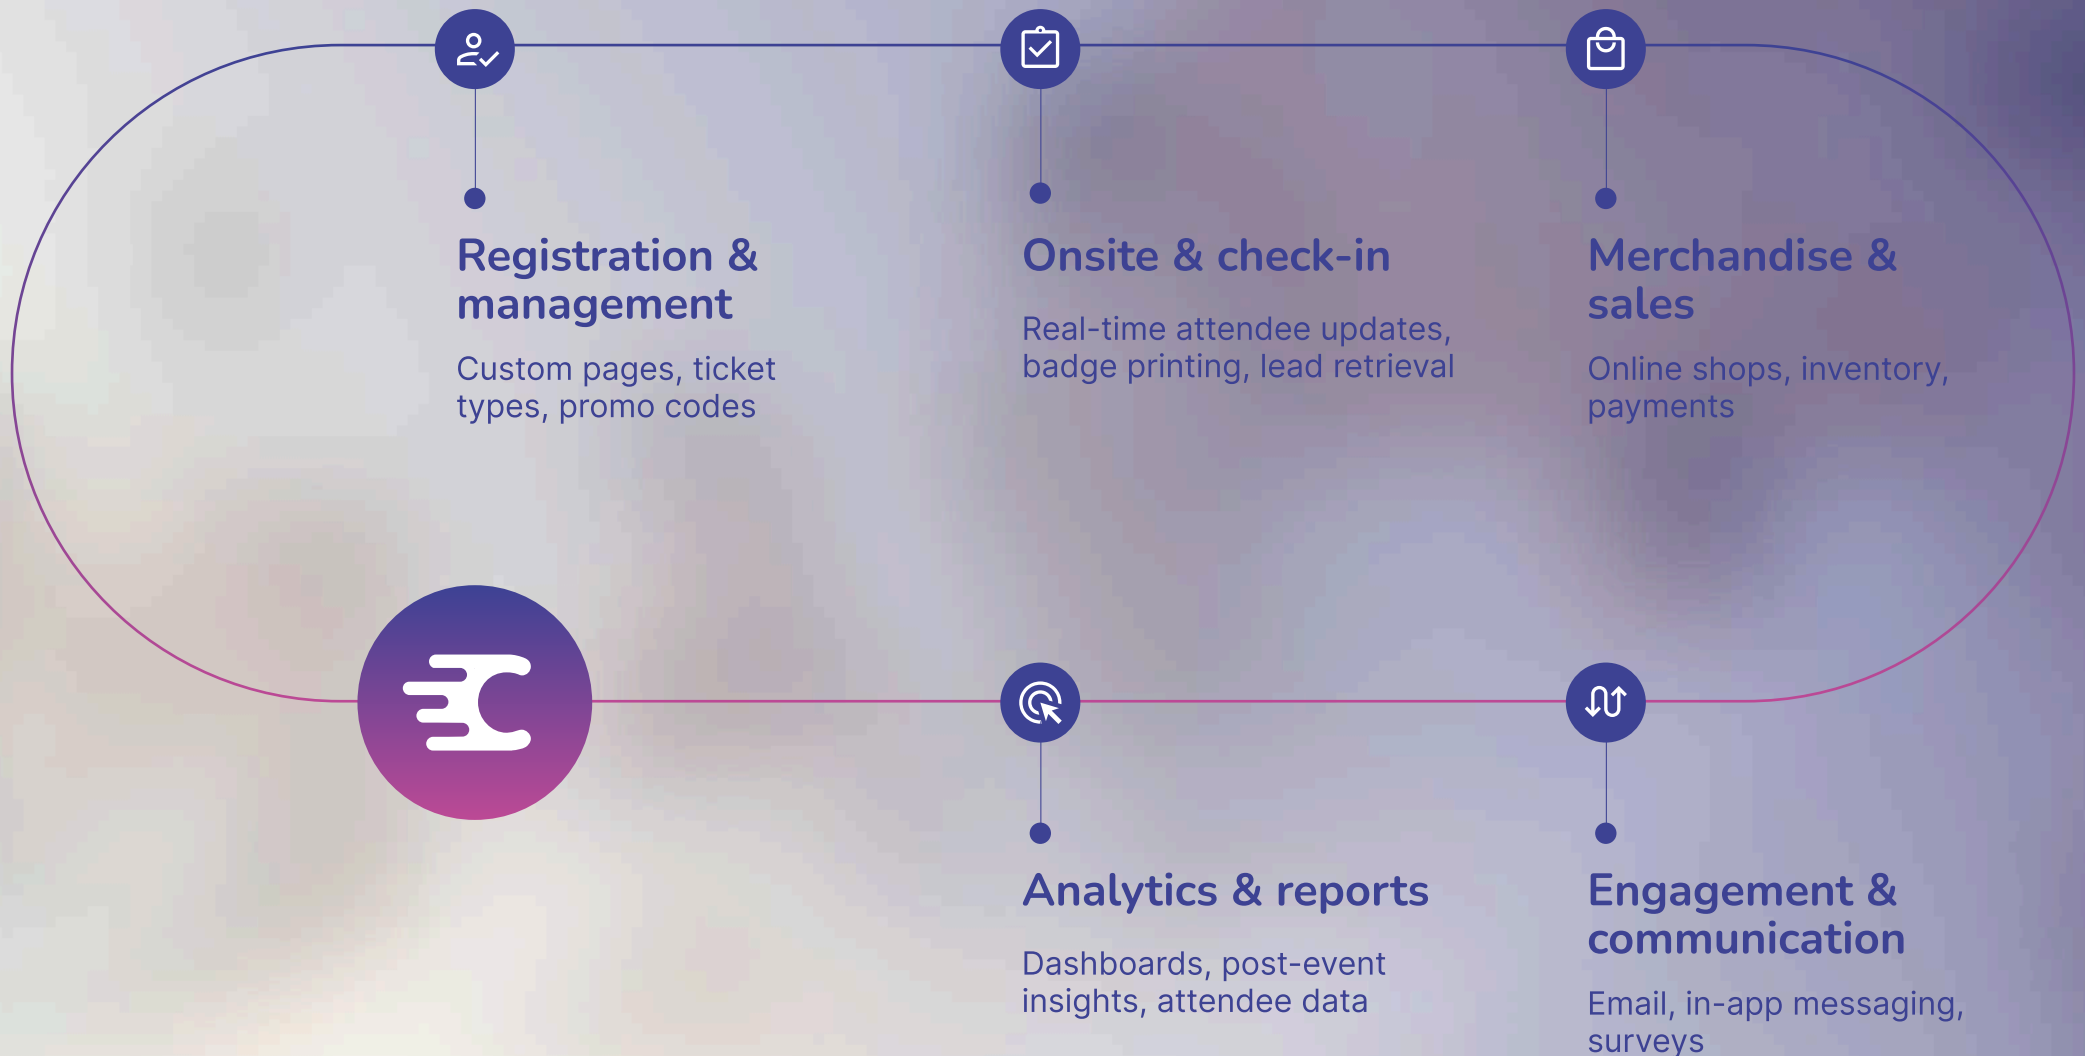 Registration &
management
Custom pages, ticket
types, promo codes
Onsite & check-in
Real-time attendee updates,
badge printing, lead retrieval
Merchandise &
sales
Online shops, inventory,
payments
Analytics & reports
Dashboards, post-event
insights, attendee data
Engagement &
communication
Email, in-app messaging,
surveys